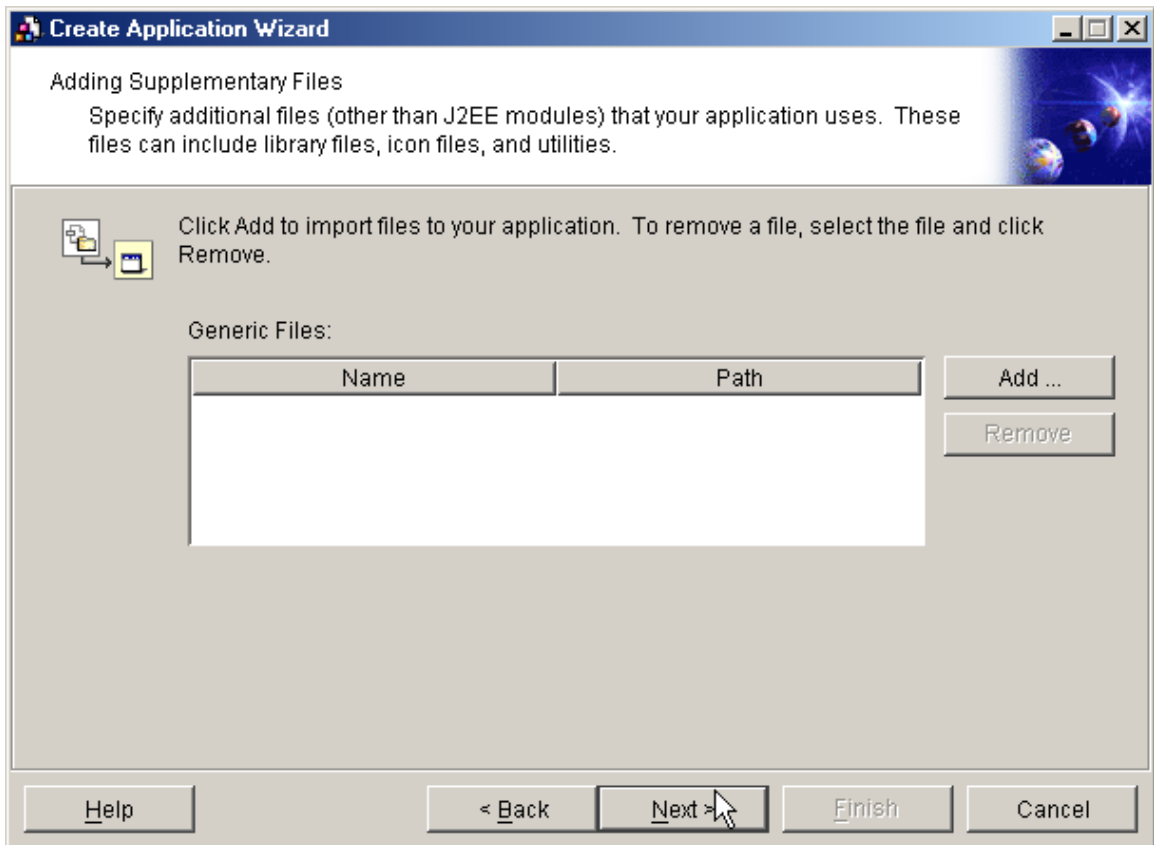 Create Application Wizard
Adding Supplementary Files
Specify additional files (other than J2EE modules) that your application uses.  These
files can include library files, icon files, and utilities.
Click Add to import files to your application.  To remove a file, select the file and click
Remove.
Generic Files:
Name Path
Add ...
Remove
Help < Back Next > Finish Cancel